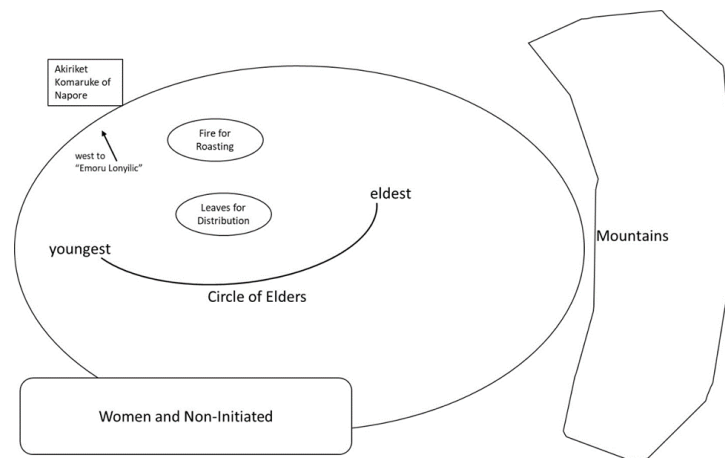 Akiriket
Komaruke of
Napore
Fire for
Roasting
west to
“Emoru Lonyilic”
eldest
Leaves for
Distribution
Mountains
youngest
Circle of Elders
Women and Non-Initiated